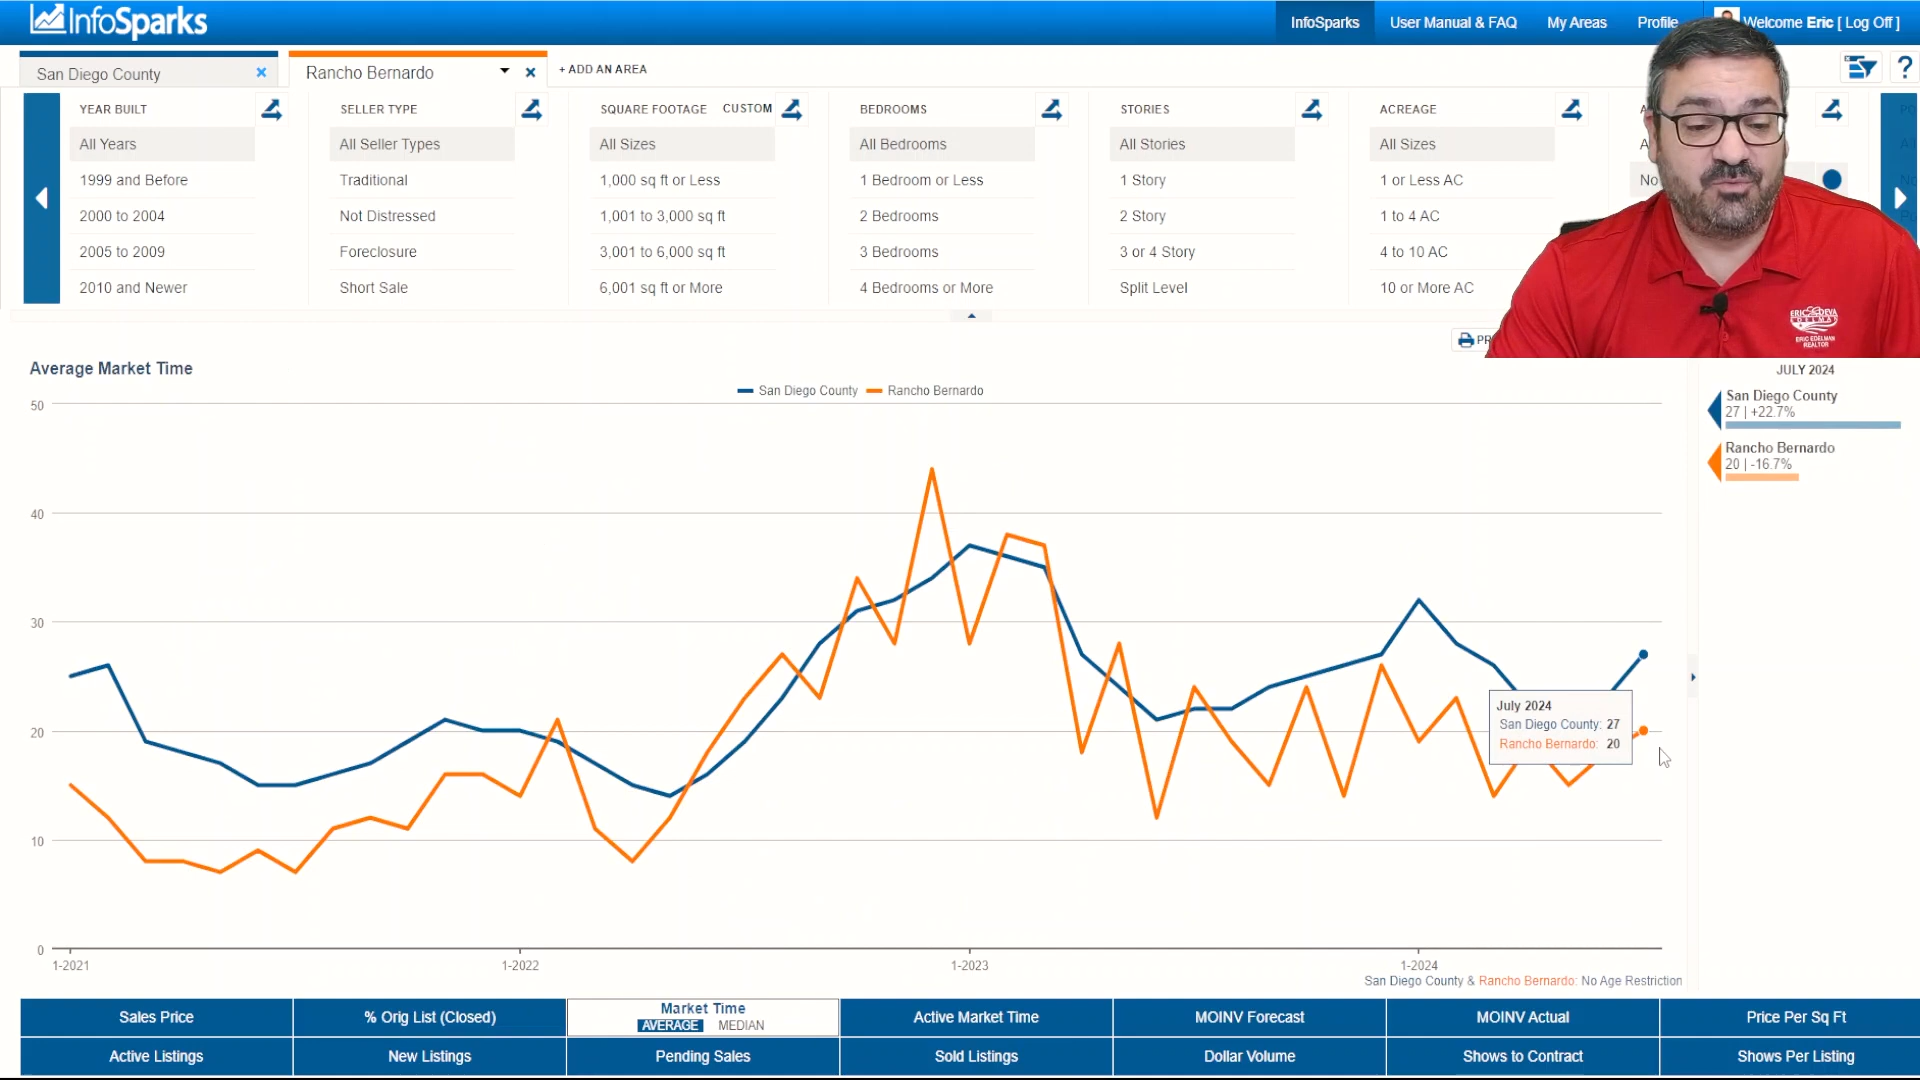 InfoSparks
InfoSparks
User Manual & FAQ
My Areas
Profile
Welcome Eric [ Log Off ]
San Diego County
Rancho Bernardo
+ ADD AN AREA
?
YEAR BUILT
All Years
1999 and Before
2000 to 2004
2005 to 2009
2010 and Newer
SELLER TYPE
All Seller Types
Traditional
Not Distressed
Foreclosure
Short Sale
SQUARE FOOTAGE CUSTOM
All Sizes
1,000 sq ft or Less
1,001 to 3,000 sq ft
3,001 to 6,000 sq ft
6,001 sq ft or More
BEDROOMS
All Bedrooms
1 Bedroom or Less
2 Bedrooms
3 Bedrooms
4 Bedrooms or More
STORIES
All Stories
1 Story
2 Story
3 or 4 Story
Split Level
ACREAGE
All Sizes
1 or Less AC
1 to 4 AC
4 to 10 AC
10 or More AC
No
ERIC EDELMAN
REALTOR
Average Market Time
San Diego County
Rancho Bernardo
JULY 2024
San Diego County
27 | +22.7%
Rancho Bernardo
20 | -16.7%
50
40
30
20
10
0
July 2024
San Diego County: 27
Rancho Bernardo: 20
1-2021
1-2022
1-2023
1-2024
San Diego County & Rancho Bernardo: No Age Restriction
Sales Price
% Orig List (Closed)
Market Time
AVERAGE MEDIAN
Active Market Time
MOINV Forecast
MOINV Actual
Price Per Sq Ft
Active Listings
New Listings
Pending Sales
Sold Listings
Dollar Volume
Shows to Contract
Shows Per Listing